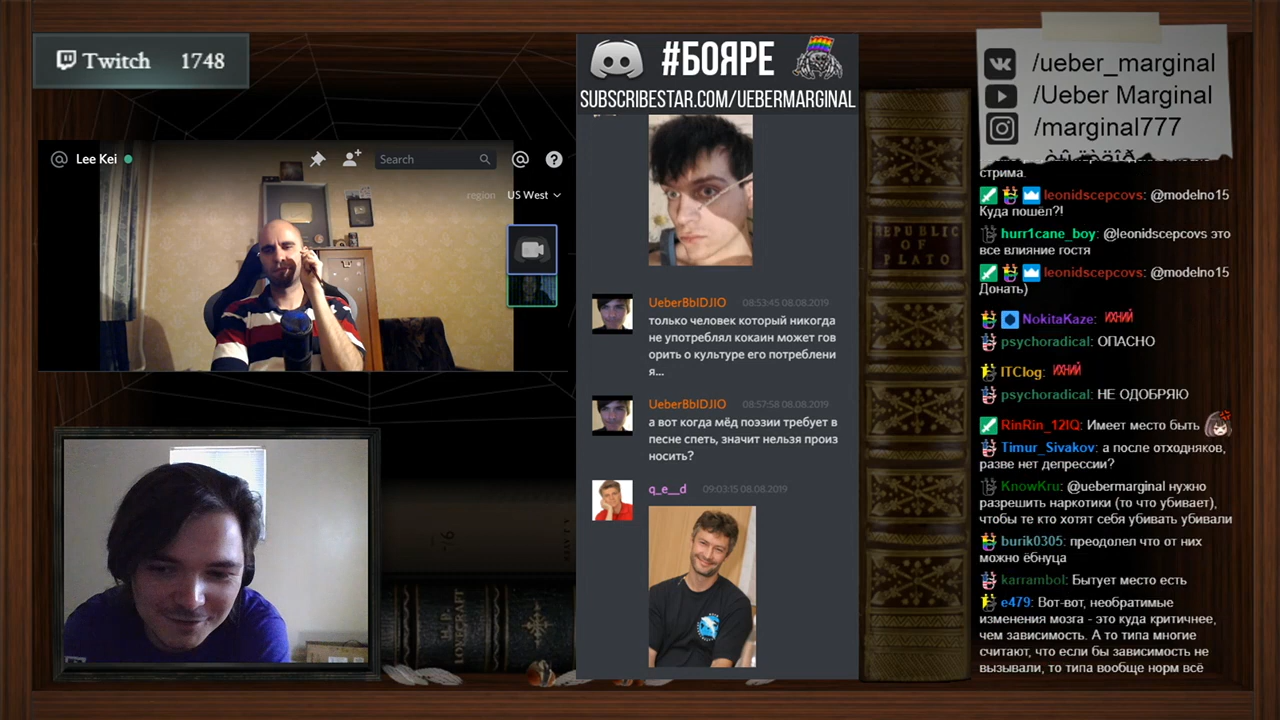 Twitch 1748
@ Lee Kei
Search
@ ?
region US West
#БОЯРЕ
SUBSCRIBESTAR.COM/UEBERMARGINAL
UeberBbIDJIO 08:53:45 08.08.2019
только человек который никогда
не употреблял кокаин может гов
орить о культуре его потреблени
я...
UeberBbIDJIO 08:57:58 08.08.2019
а вот когда мёд поэзии требует в
песне спеть, значит нельзя произ
носить?
q_e__d 09:03:15 08.08.2019
REPUBLIC
OF
PLATO
H.P.
LOVECRAFT
/ueber_marginal
/Ueber Marginal
/marginal777
стрима.
leonidscepcovs: @modelno15
Куда пошёл?!
hurr1cane_boy: @leonidscepcovs это
все влияние гостя
leonidscepcovs: @modelno15
Донать)
NokitaKaze: ИХНИЙ
psychoradical: ОПАСНО
ITClog: ИХНИЙ
psychoradical: НЕ ОДОБРЯЮ
RinRin_12IQ: Имеет место быть
Timur_Sivakov: а после отходняков,
разве нет депрессии?
KnowKru: @uebermarginal нужно
разрешить наркотики (то что убивает),
чтобы те кто хотят себя убивать убивали
burik0305: преодолел что от них
можно ёбнуца
karrambol: Бытует место есть
e479: Вот-вот, необратимые
изменения мозга - это куда критичнее,
чем зависимость. А то типа многие
считают, что если бы зависимость не
вызывали, то типа вообще норм всё